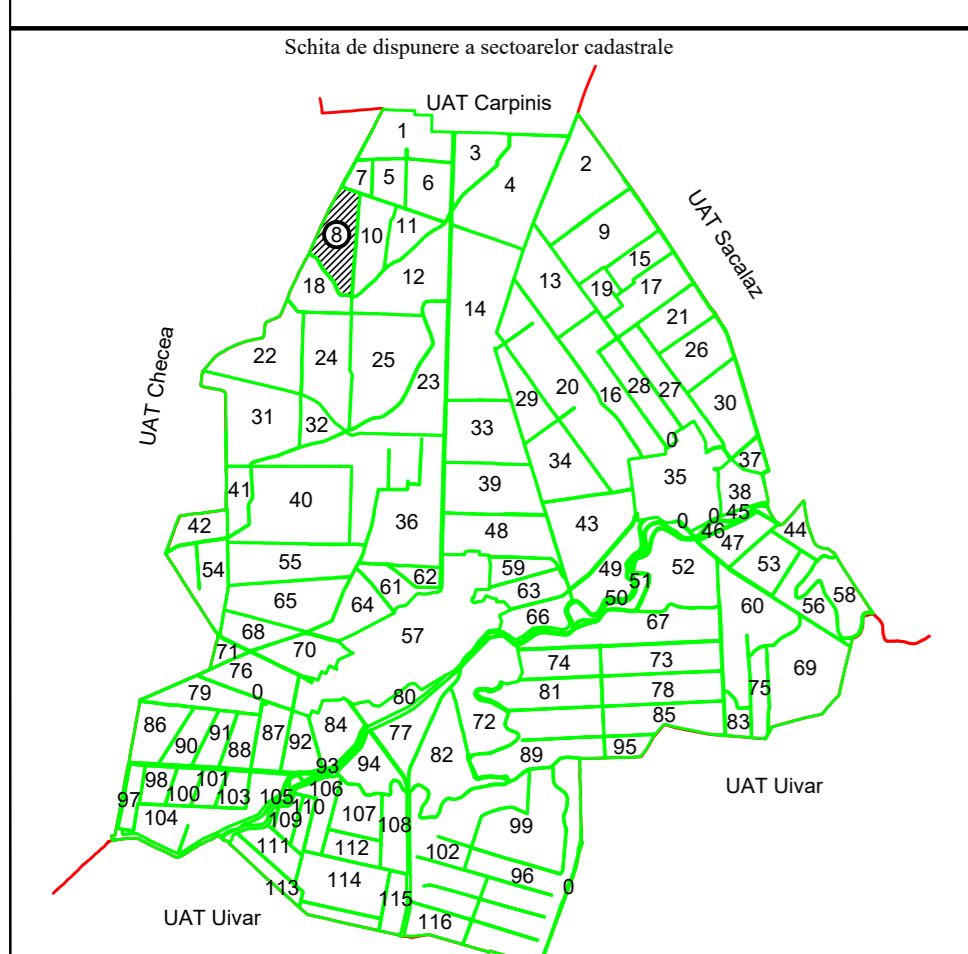 Schita de dispunere a sectoarelor cadastrale
UAT Carpinis
1
3
2
7 5 6 4
UAT Sacalaz
8 10 11 9
15
12 13 19 17
18 14
21
22 24 25 26
UAT Checea
23 29 20 16 28 27 30
31 32 33
0
34 37
35
41 40 39 38
36 43 0 0 45
42 48 46 44
47
54 55 59 49 52 53
61 62 51 58
65 64 63 50 60 56
66 67
68 57
71 70 74 73 69
76
79 0 80 81 78 75
86 84 72 85 83
91 87 92 77
90 88 82 89 95
93 94
98 101 106
97 100 103 105 110 107 108 99
104 109
111 112 102
113 114 115 96 0
116
UAT Uivar
UAT Uivar